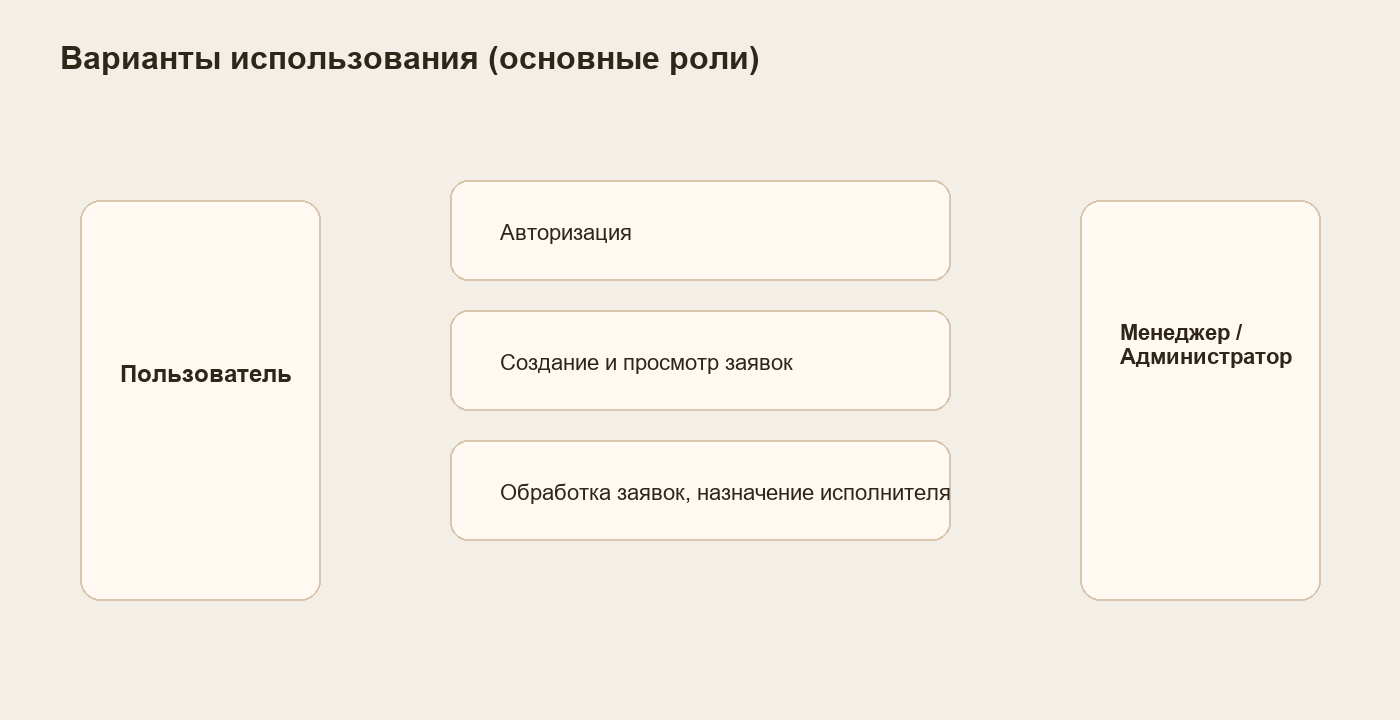 Варианты использования (основные роли)
Пользователь
Авторизация
Создание и просмотр заявок
Обработка заявок, назначение исполнителя
Менеджер /
Администратор